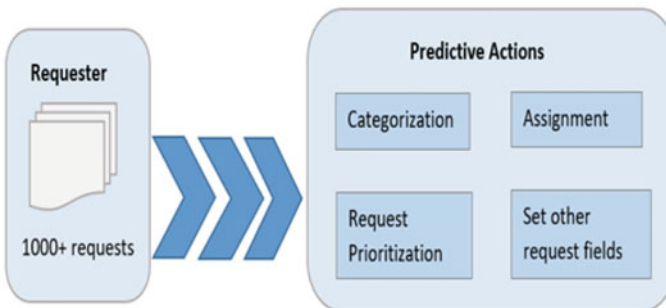 Requester
1000+ requests
Predictive Actions
Categorization
Assignment
Request
Prioritization
Set other
request fields